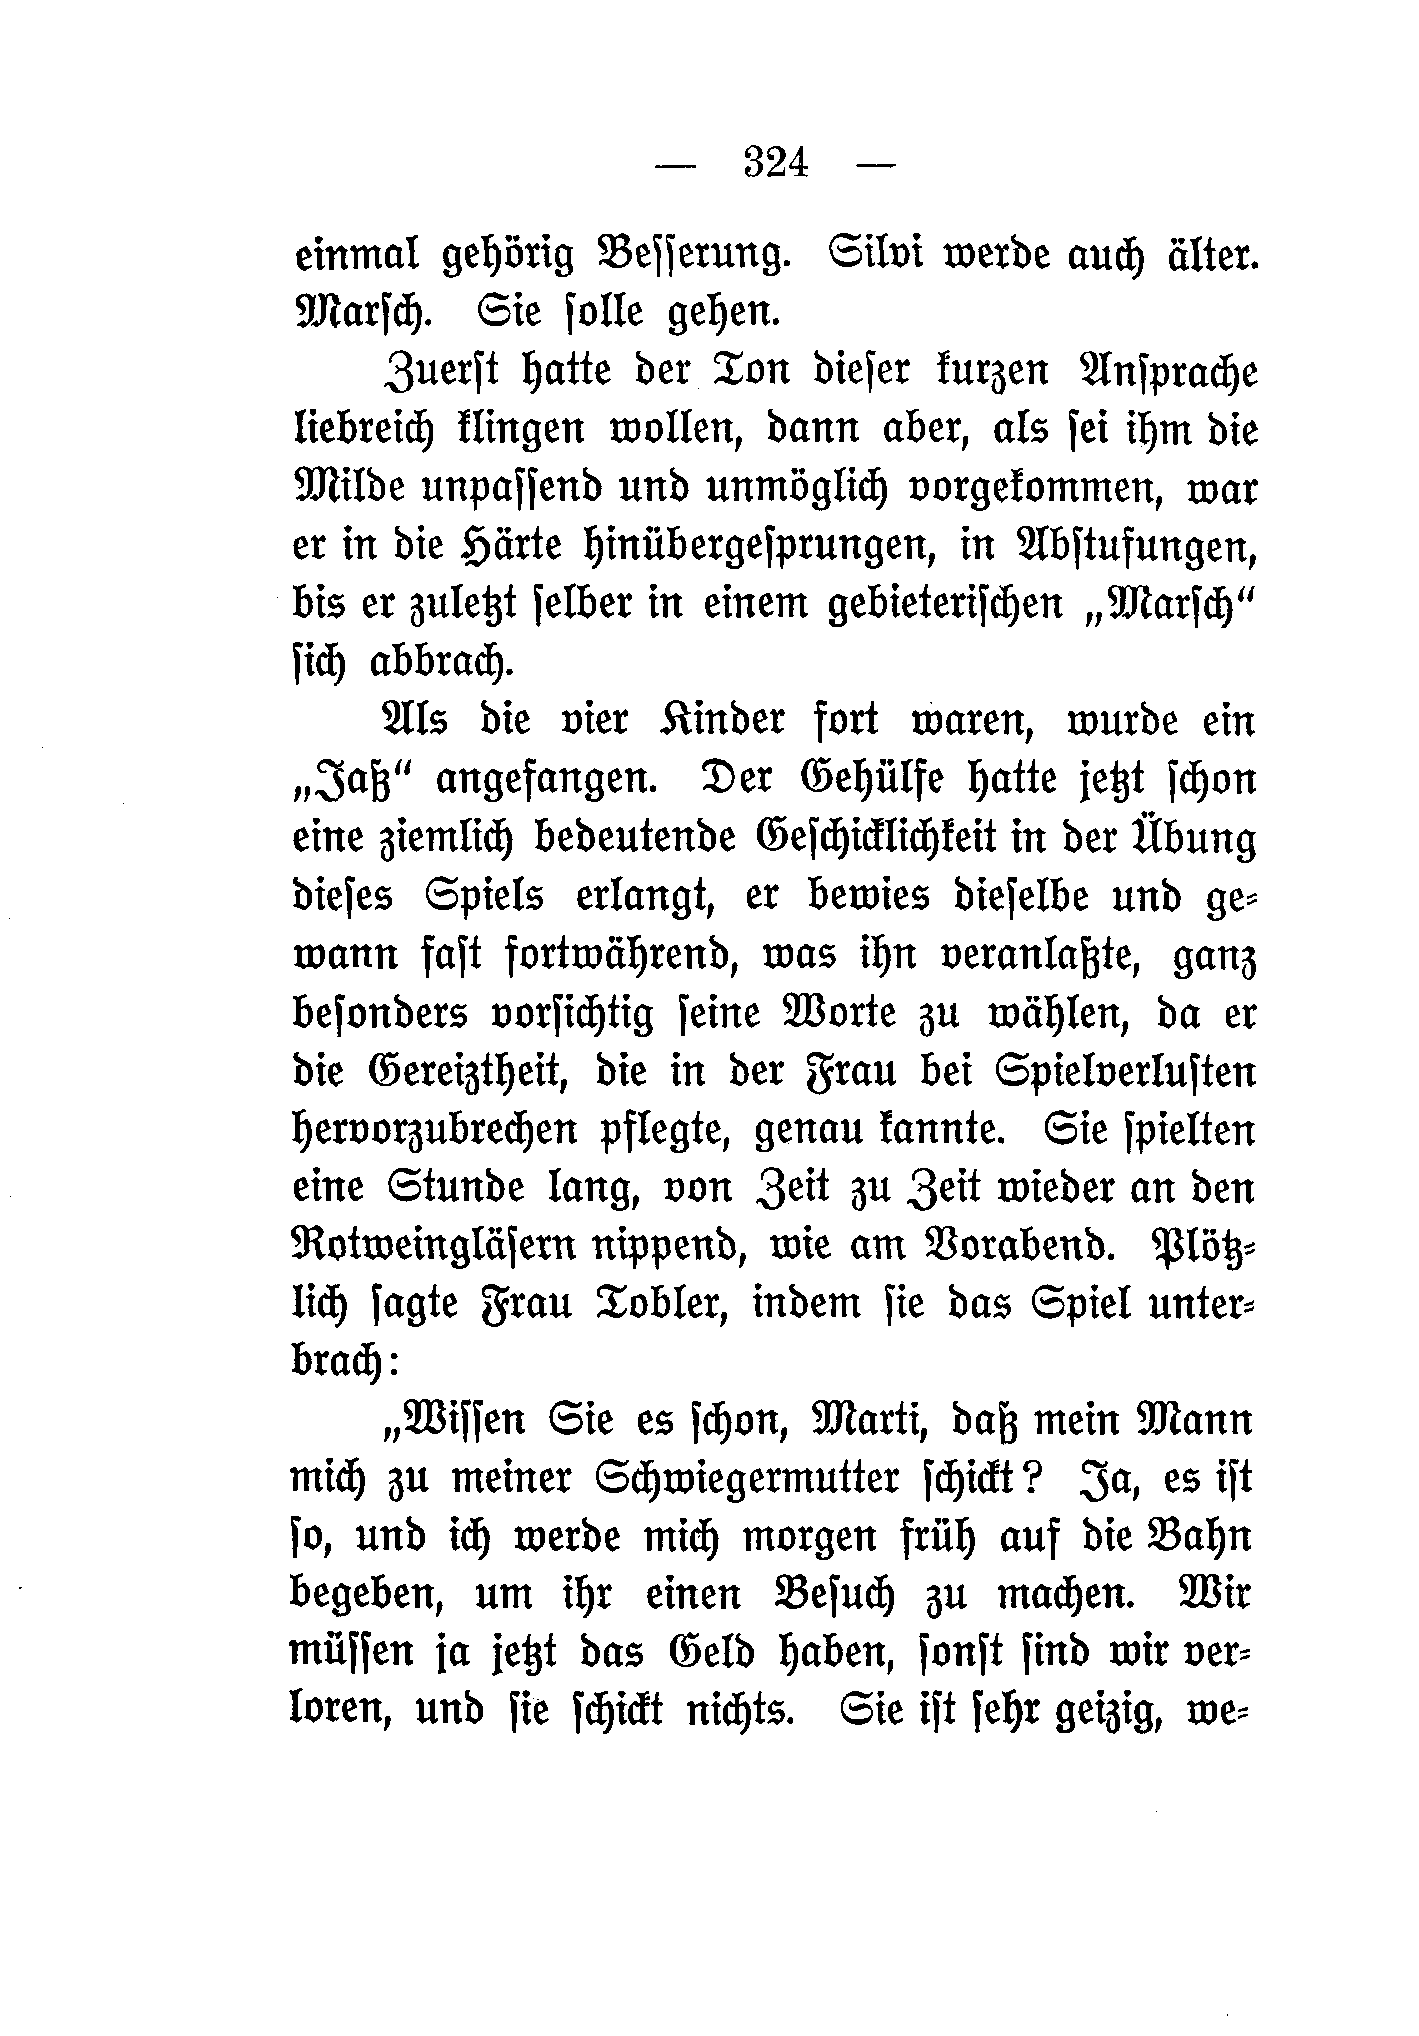 — 324 —
einmal gehörig Besserung. Silvi werde auch älter.
Marsch. Sie solle gehen.
Zuerst hatte der Ton dieser kurzen Ansprache
liebreich klingen wollen, dann aber, als sei ihm die
Milde unpassend und unmöglich vorgekommen, war
er in die Härte hinübergesprungen, in Abstufungen,
bis er zuletzt selber in einem gebieterischen „Marsch“
sich abbrach.
Als die vier Kinder fort waren, wurde ein
„Jaß“ angefangen. Der Gehülfe hatte jetzt schon
eine ziemlich bedeutende Geschicklichkeit in der Übung
dieses Spiels erlangt, er bewies dieselbe und ge-
wann fast fortwährend, was ihn veranlaßte, ganz
besonders vorsichtig seine Worte zu wählen, da er
die Gereiztheit, die in der Frau bei Spielverlusten
hervorzubrechen pflegte, genau kannte. Sie spielten
eine Stunde lang, von Zeit zu Zeit wieder an den
Rotweingläsern nippend, wie am Vorabend. Plötz-
lich sagte Frau Tobler, indem sie das Spiel unter-
brach:
„Wissen Sie es schon, Marti, daß mein Mann
mich zu meiner Schwiegermutter schickt? Ja, es ist
so, und ich werde mich morgen früh auf die Bahn
begeben, um ihr einen Besuch zu machen. Wir
müssen ja jetzt das Geld haben, sonst sind wir ver-
loren, und sie schickt nichts. Sie ist sehr geizig, we-